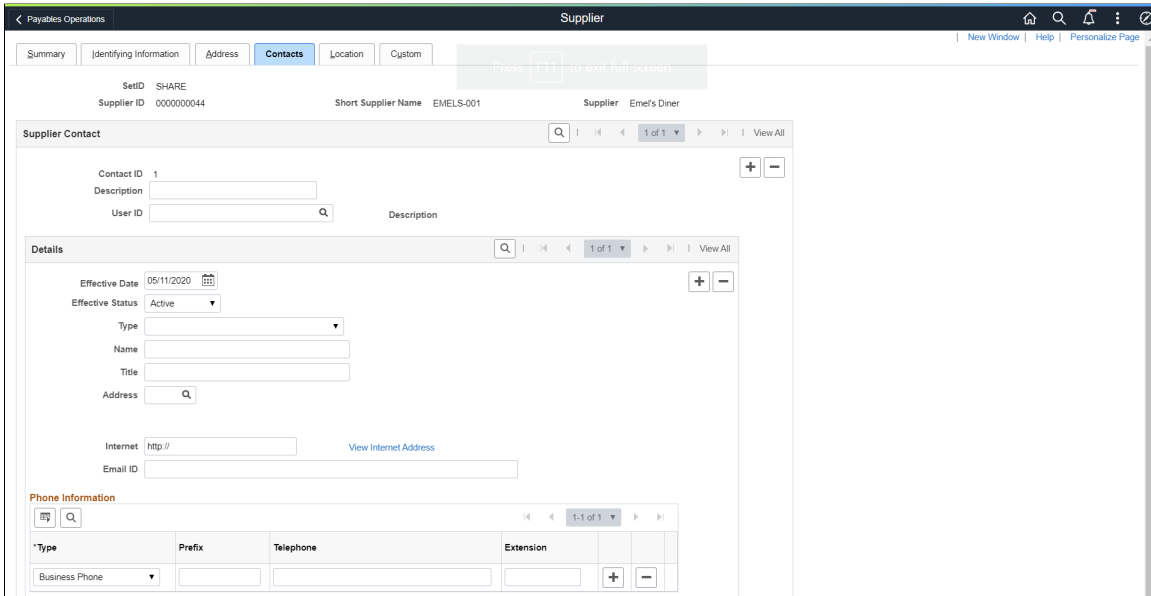 Payables Operations Supplier
New Window | Help | Personalize Page
Summary Identifying Information Address Contacts Location Custom
Press F11 to exit full screen
SetID SHARE
Supplier ID 0000000044 Short Supplier Name EMELS-001 Supplier Emel's Diner
Supplier Contact 1 of 1 View All
Contact ID 1
Description
User ID Description
Details 1 of 1 View All
Effective Date 05/11/2020
Effective Status Active
Type
Name
Title
Address
Internet http:// View Internet Address
Email ID
Phone Information
1-1 of 1
*Type Prefix Telephone Extension
Business Phone